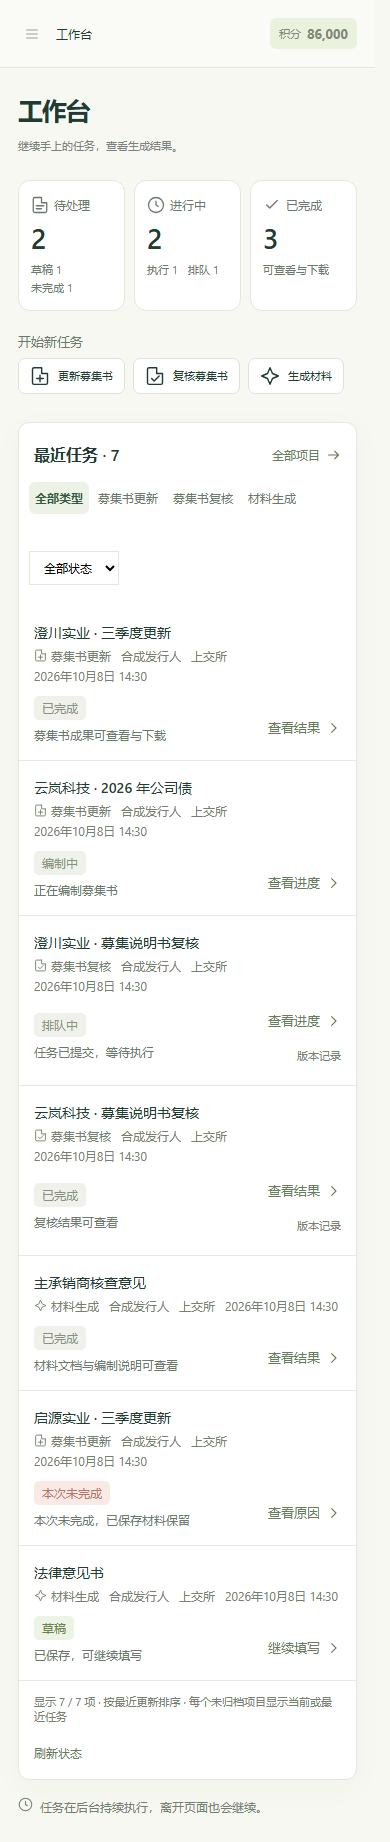 工作台
积分 86,000
工作台
继续手上的任务，查看生成结果。
待处理
2
草稿 1
未完成 1
进行中
2
执行 1 排队 1
已完成
3
可查看与下载
开始新任务
更新募集书
复核募集书
生成材料
最近任务 · 7
全部项目
全部类型 募集书更新 募集书复核 材料生成
全部状态
澄川实业 · 三季度更新
募集书更新 合成发行人 上交所
2026年10月8日 14:30
已完成
募集书成果可查看与下载
查看结果
云岚科技 · 2026 年公司债
募集书更新 合成发行人 上交所
2026年10月8日 14:30
编制中
正在编制募集书
查看进度
澄川实业 · 募集说明书复核
募集书复核 合成发行人 上交所
2026年10月8日 14:30
排队中
任务已提交，等待执行
查看进度
版本记录
云岚科技 · 募集说明书复核
募集书复核 合成发行人 上交所
2026年10月8日 14:30
已完成
复核结果可查看
查看结果
版本记录
主承销商核查意见
材料生成 合成发行人 上交所 2026年10月8日 14:30
已完成
材料文档与编制说明可查看
查看结果
启源实业 · 三季度更新
募集书更新 合成发行人 上交所
2026年10月8日 14:30
本次未完成
本次未完成，已保存材料保留
查看原因
法律意见书
材料生成 合成发行人 上交所 2026年10月8日 14:30
草稿
已保存，可继续填写
继续填写
显示 7 / 7 项 · 按最近更新排序 · 每个未归档项目显示当前或最
近任务
刷新状态
任务在后台持续执行，离开页面也会继续。